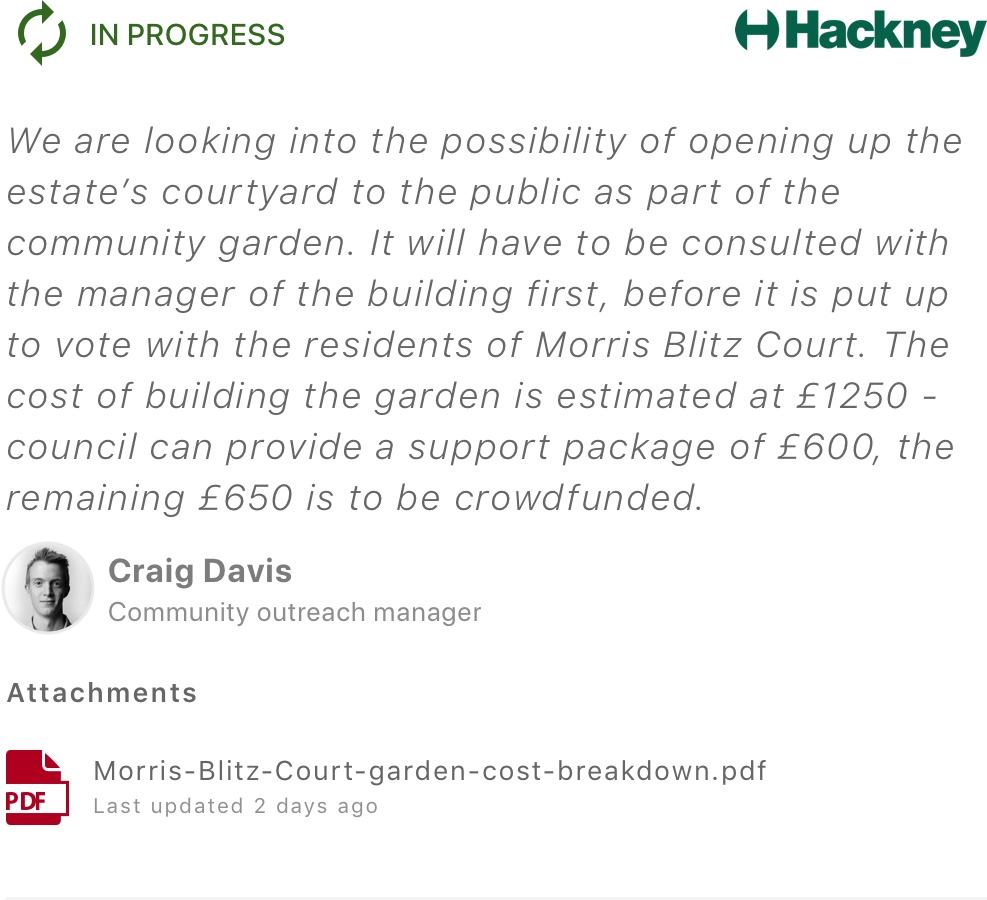 IN PROGRESS
Hackney
We are looking into the possibility of opening up the
estate’s courtyard to the public as part of the
community garden. It will have to be consulted with
the manager of the building first, before it is put up
to vote with the residents of Morris Blitz Court. The
cost of building the garden is estimated at £1250 -
council can provide a support package of £600, the
remaining £650 is to be crowdfunded.
Craig Davis
Community outreach manager
Attachments
PDF
Morris-Blitz-Court-garden-cost-breakdown.pdf
Last updated 2 days ago